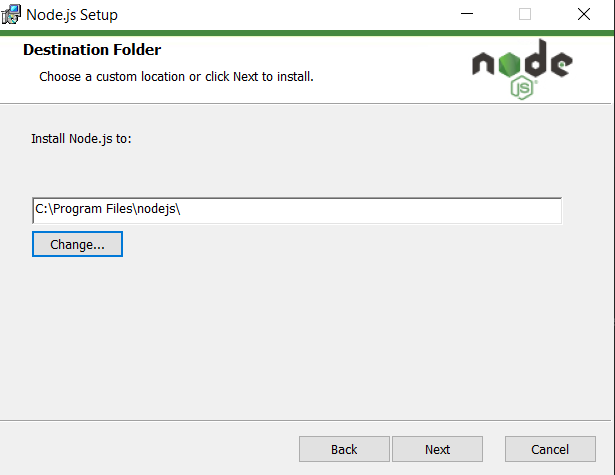 Node.js Setup
Destination Folder
Choose a custom location or click Next to install.
node
JS
Install Node.js to:
C:\Program Files\nodejs\
Change...
Back
Next
Cancel